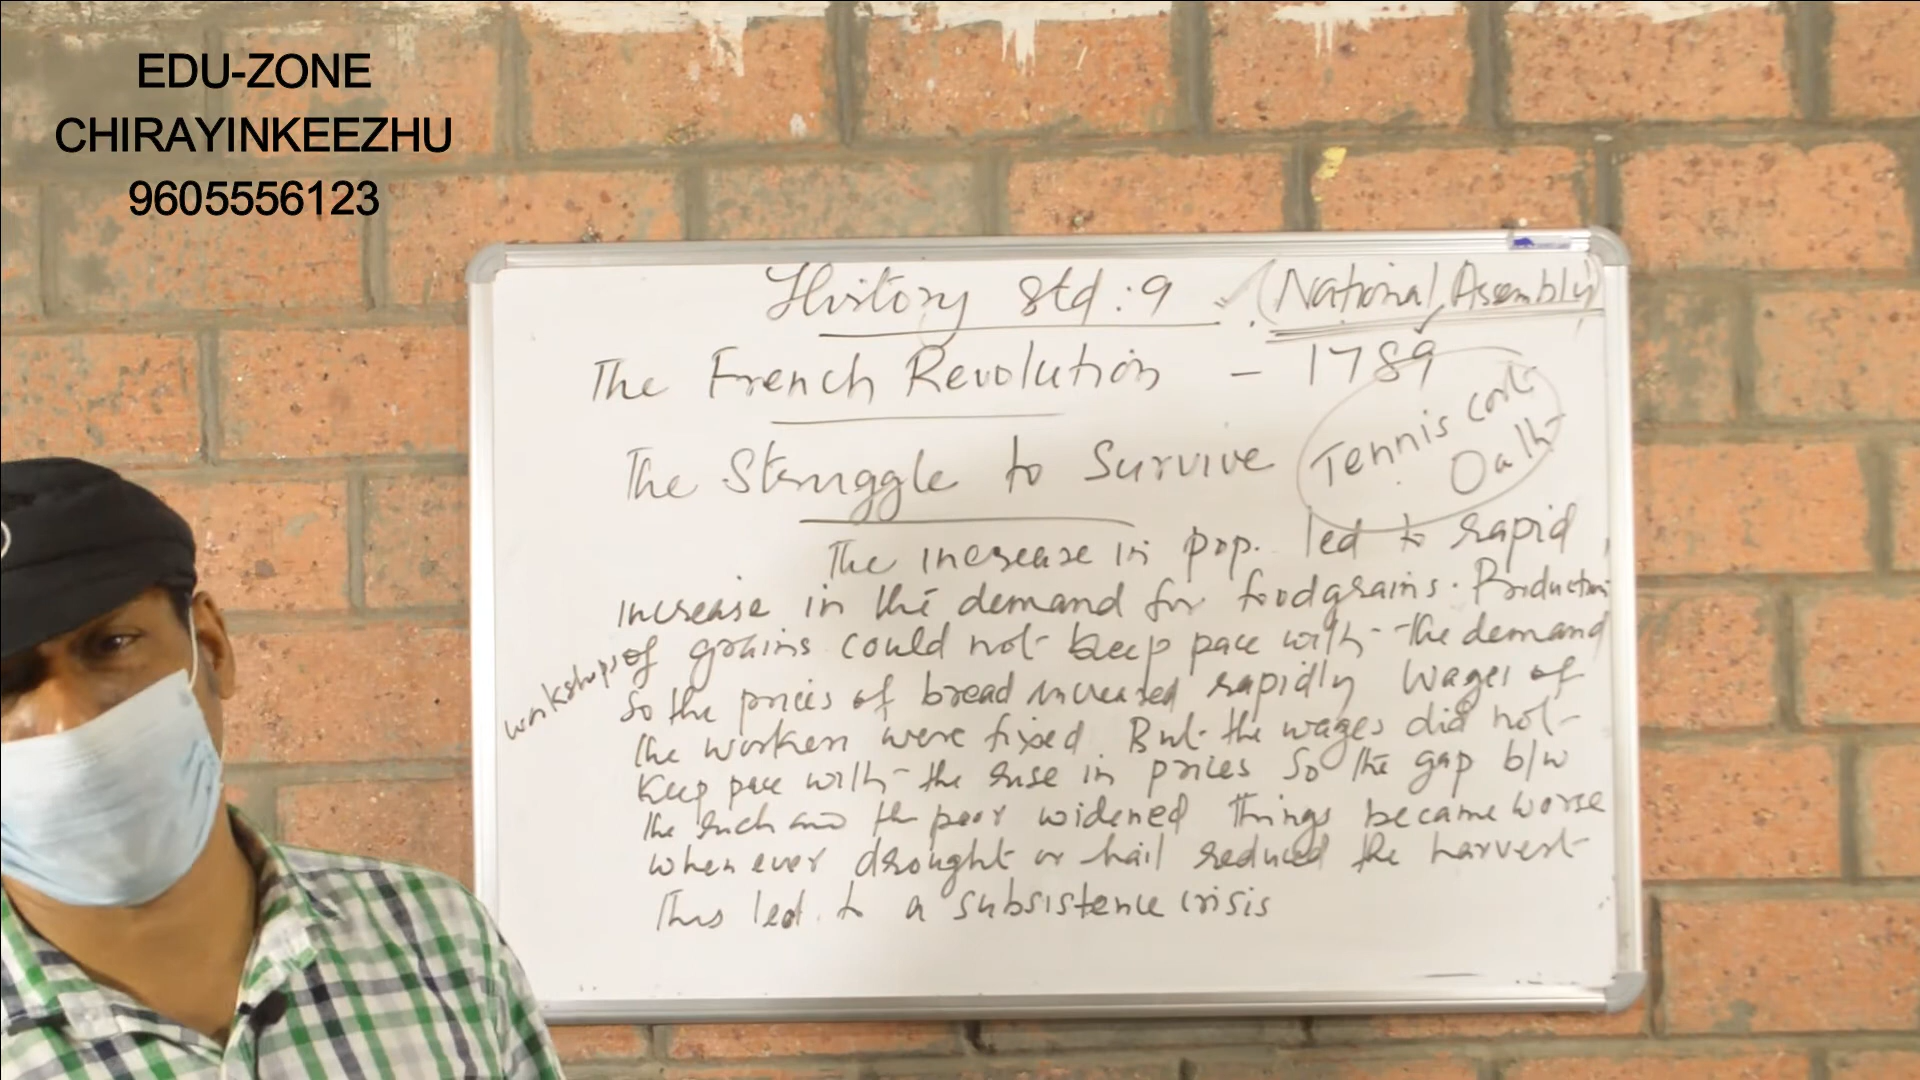 EDU-ZONE
CHIRAYINKEEZHU
9605556123
History Std : 9
(National Asembly)
The French Revolution - 1789
Tennis cort
Oath
The Struggle to Survive
The increase in pop. led to rapid
increase in the demand for foodgrains. Production
of grains could not keep pace with the demand
workshops
So the prices of bread increased rapidly Wages of
the workers were fixed. But the wages did not
Keep pace with the rise in prices So the gap b/w
the rich and the poor widened Things became worse
when ever drought or hail reduced the harvest
This led to a subsistence crisis